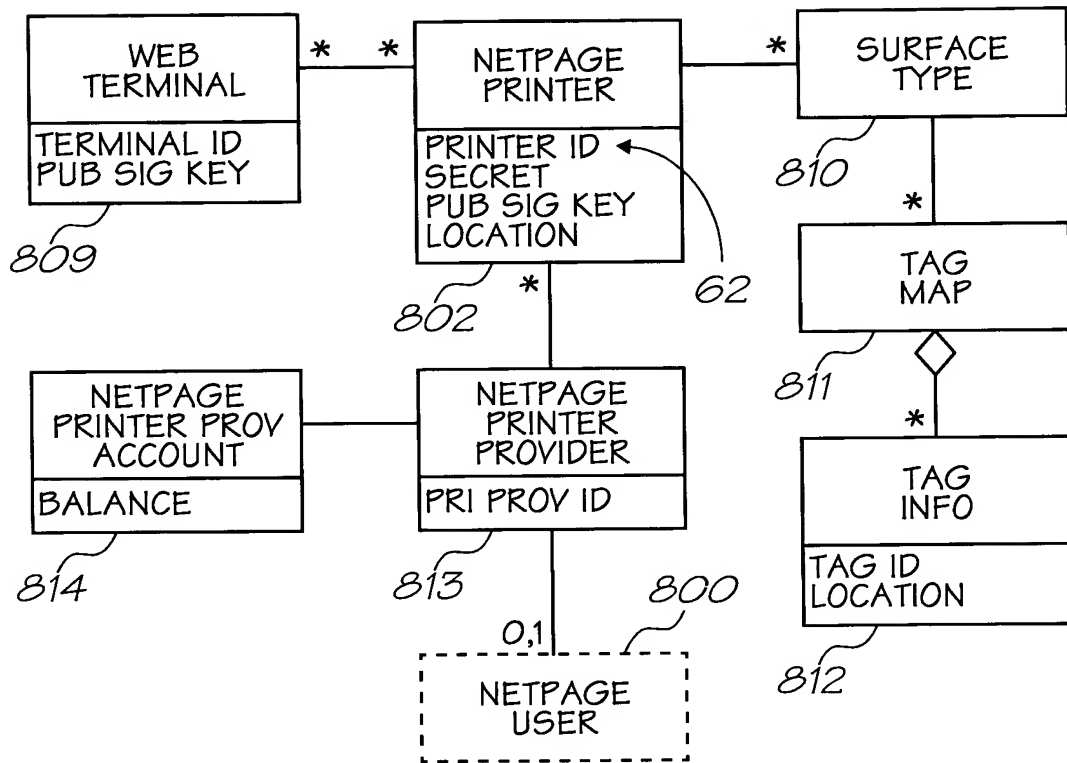 WEB
TERMINAL
TERMINAL ID
PUB SIG KEY
809
*
*
NETPAGE
PRINTER
PRINTER ID
SECRET
PUB SIG KEY
LOCATION
802
62
*
*
SURFACE
TYPE
810
*
TAG
MAP
811
*
TAG
INFO
TAG ID
LOCATION
812
NETPAGE
PRINTER PROV
ACCOUNT
BALANCE
814
NETPAGE
PRINTER
PROVIDER
PRI PROV ID
813
0,1
800
NETPAGE
USER